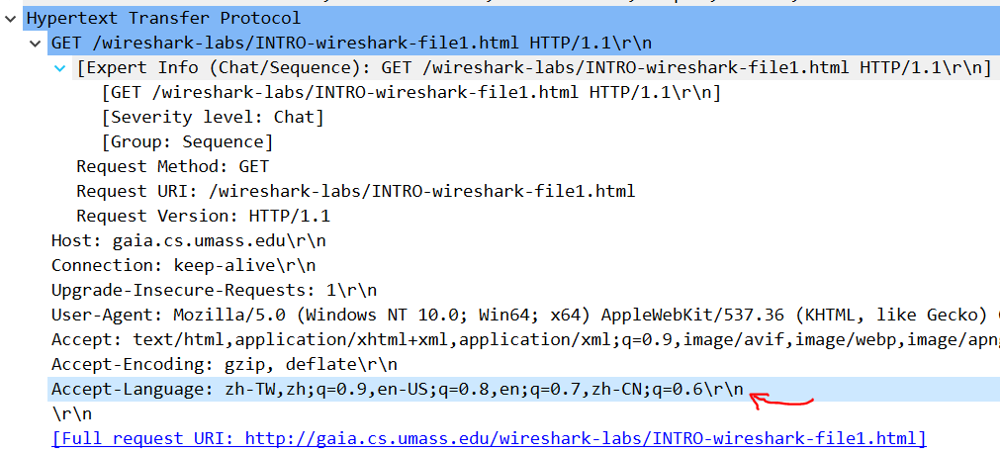 Hypertext Transfer Protocol
GET /wireshark-labs/INTRO-wireshark-file1.html HTTP/1.1\r\n
[Expert Info (Chat/Sequence): GET /wireshark-labs/INTRO-wireshark-file1.html HTTP/1.1\r\n]
[GET /wireshark-labs/INTRO-wireshark-file1.html HTTP/1.1\r\n]
[Severity level: Chat]
[Group: Sequence]
Request Method: GET
Request URI: /wireshark-labs/INTRO-wireshark-file1.html
Request Version: HTTP/1.1
Host: gaia.cs.umass.edu\r\n
Connection: keep-alive\r\n
Upgrade-Insecure-Requests: 1\r\n
User-Agent: Mozilla/5.0 (Windows NT 10.0; Win64; x64) AppleWebKit/537.36 (KHTML, like Gecko)
Accept: text/html,application/xhtml+xml,application/xml;q=0.9,image/avif,image/webp,image/apng
Accept-Encoding: gzip, deflate\r\n
Accept-Language: zh-TW,zh;q=0.9,en-US;q=0.8,en;q=0.7,zh-CN;q=0.6\r\n
\r\n
[Full request URI: http://gaia.cs.umass.edu/wireshark-labs/INTRO-wireshark-file1.html]